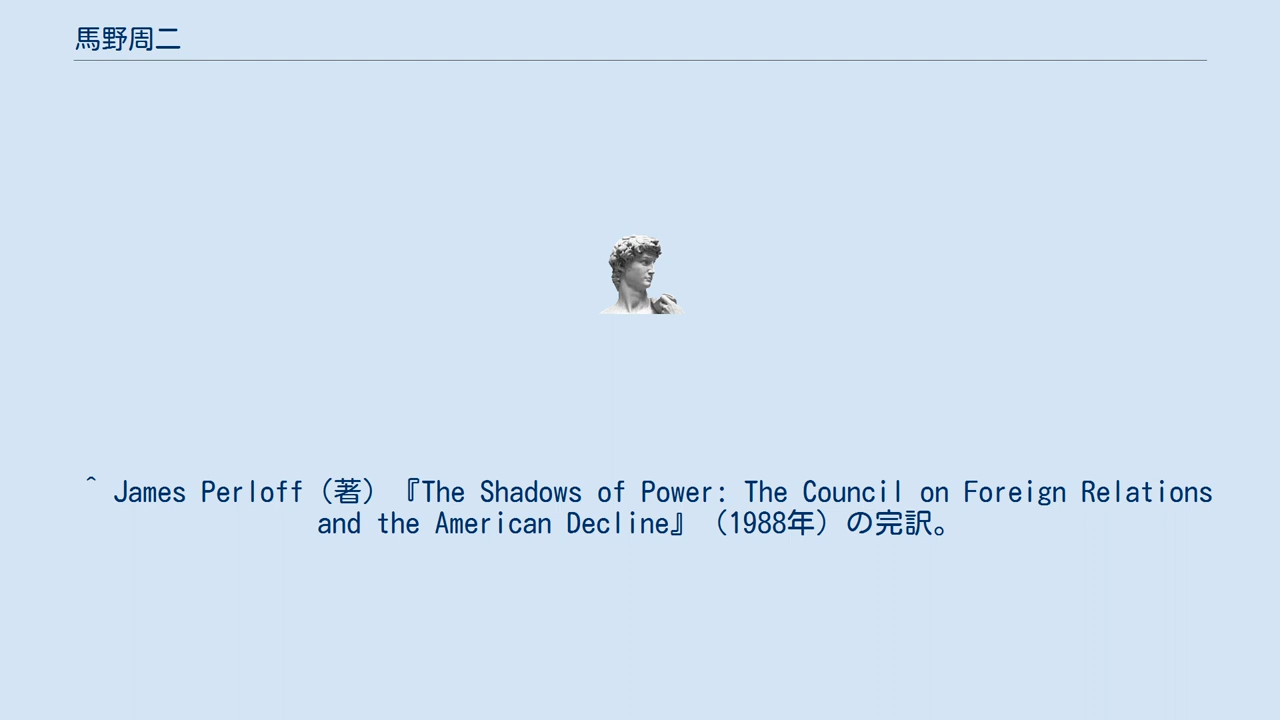 馬野周二
^ James Perloff（著）『The Shadows of Power: The Council on Foreign Relations
and the American Decline』（1988年）の完訳。